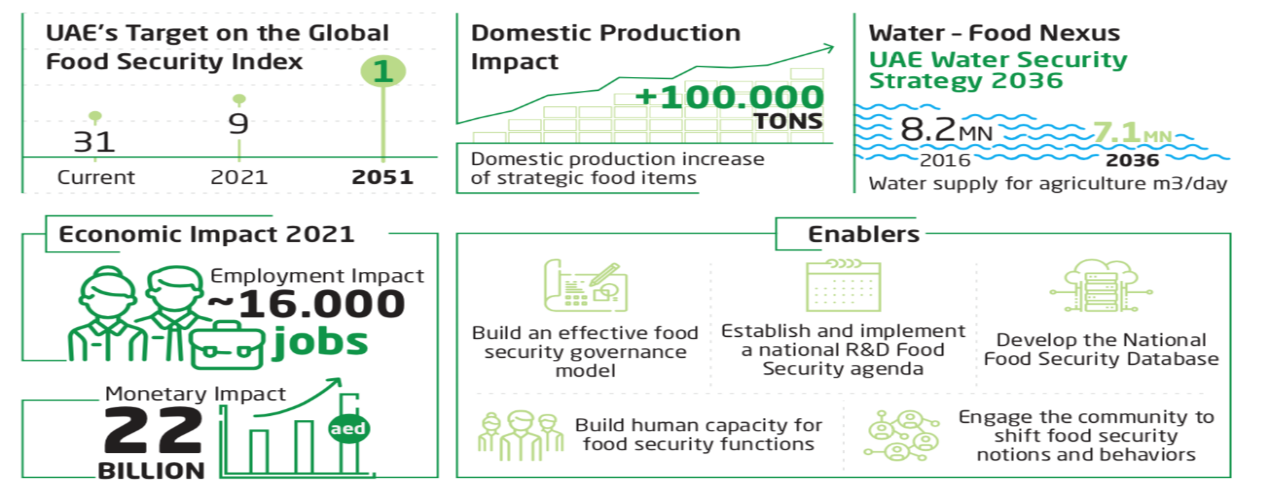 UAE's Target on the Global
Food Security Index
1
31
9
Current
2021
2051
Domestic Production
Impact
+100.000
TONS
Domestic production increase
of strategic food items
Water – Food Nexus
UAE Water Security
Strategy 2036
8.2MN
7.1MN
2016
2036
Water supply for agriculture m3/day
Economic Impact 2021
Employment Impact
~16.000
jobs
Monetary Impact
22
BILLION
aed
Enablers
Build an effective food
security governance
model
Establish and implement
a national R&D Food
Security agenda
Develop the National
Food Security Database
Build human capacity for
food security functions
Engage the community to
shift food security
notions and behaviors